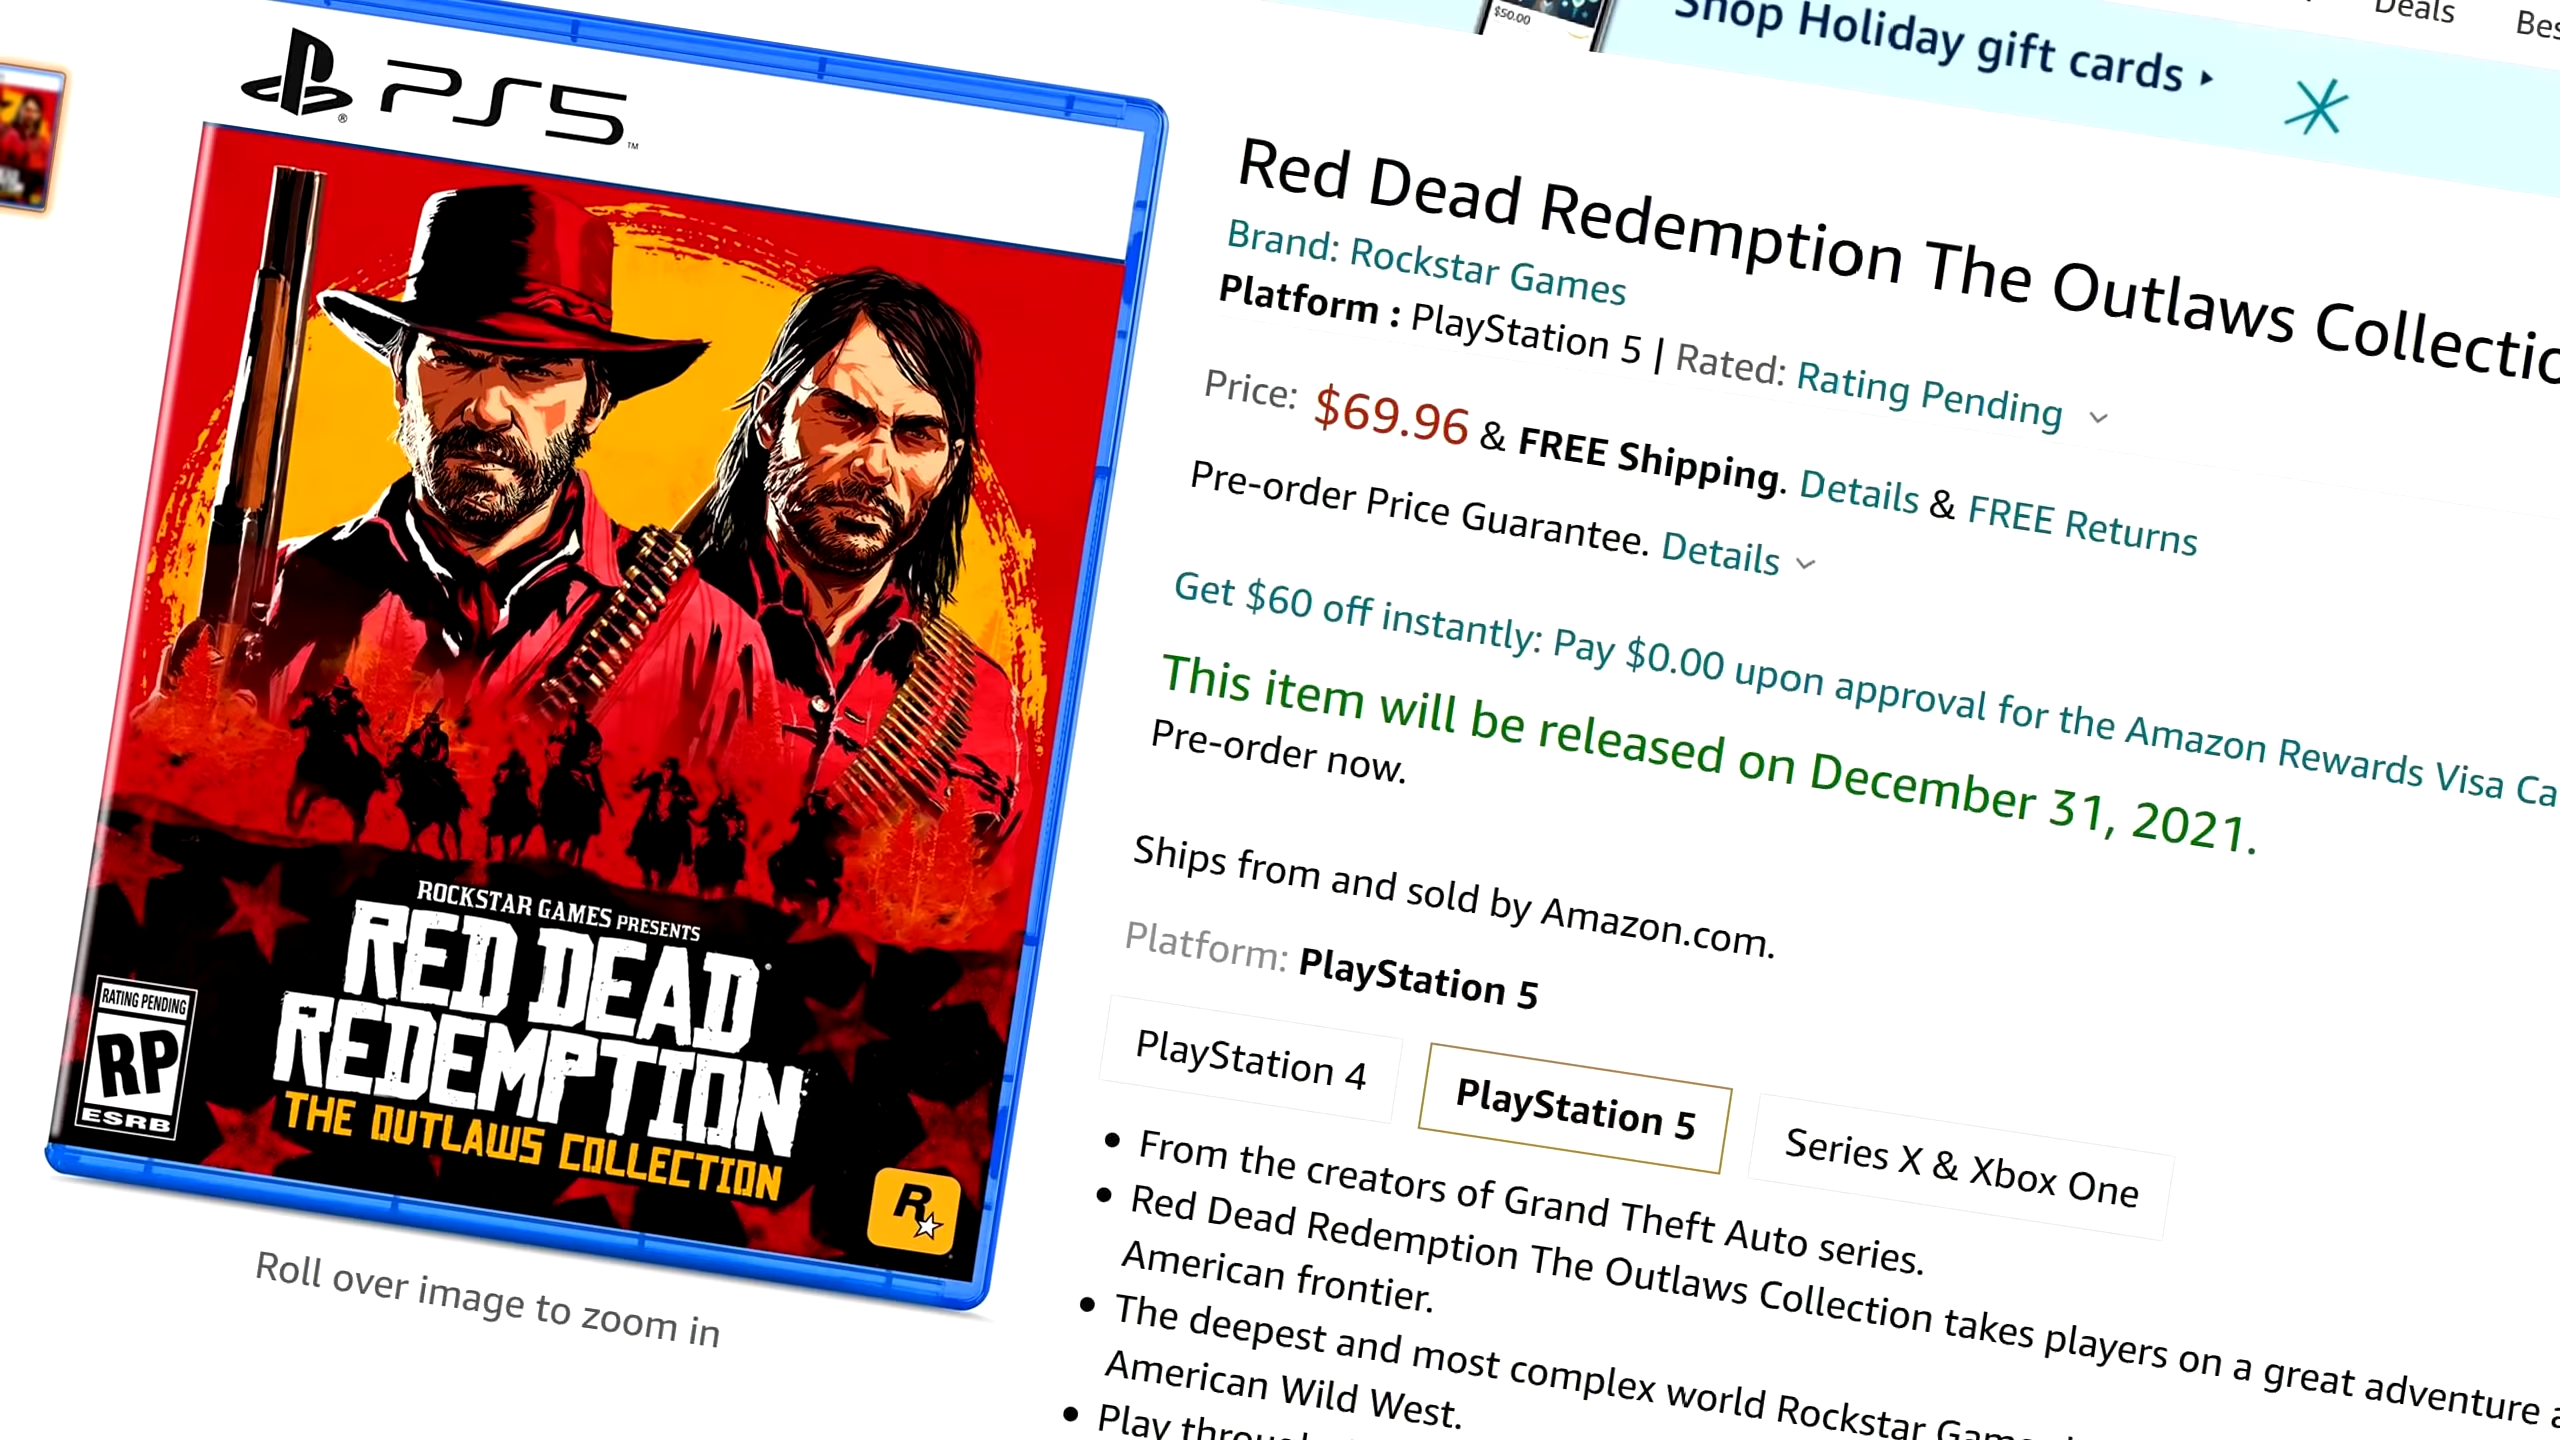 $50.00
Shop Holiday gift cards ▸
Deals
PS5™
Red Dead Redemption The Outlaws
Brand: Rockstar Games
Platform : PlayStation 5 | Rated: Rating Pending
Price: $69.96 & FREE Shipping. Details & FREE Returns
Pre-order Price Guarantee. Details
Get $60 off instantly: Pay $0.00 upon approval for the Amazon Rewards Visa
This item will be released on December 31, 2021.
Pre-order now.
Ships from and sold by Amazon.com.
Platform: PlayStation 5
PlayStation 4
PlayStation 5
Series X & Xbox One
• From the creators of Grand Theft Auto series.
• Red Dead Redemption The Outlaws Collection takes players on a great adventure
American frontier.
• The deepest and most complex world Rockstar
American Wild West.
• Play
ROCKSTAR GAMES PRESENTS
RED DEAD
REDEMPTION
THE OUTLAWS COLLECTION
RATING PENDING
RP
ESRB
R
Roll over image to zoom in